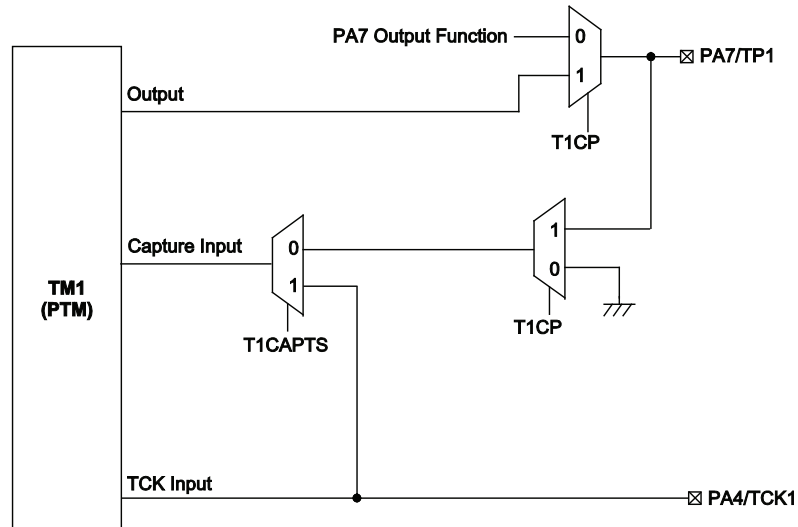 PA7 Output Function
0
1
PA7/TP1
T1CP
Output
Capture Input
0
1
T1CAPTS
1
0
T1CP
TM1
(PTM)
TCK Input
PA4/TCK1